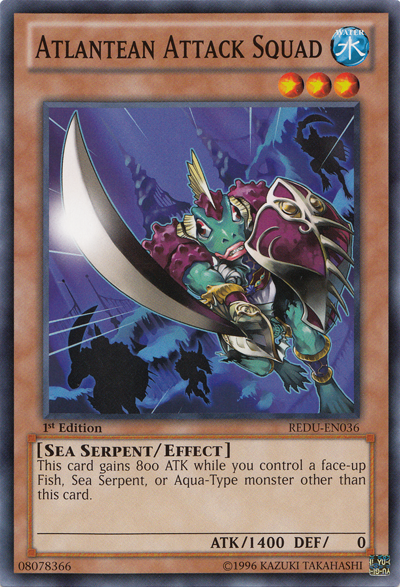 ATLANTEAN ATTACK SQUAD
WATER
水
1st Edition
REDU-EN036
[SEA SERPENT/EFFECT]
This card gains 800 ATK while you control a face-up
Fish, Sea Serpent, or Aqua-Type monster other than
this card.
ATK/1400 DEF/ 0
08078366
©1996 KAZUKI TAKAHASHI